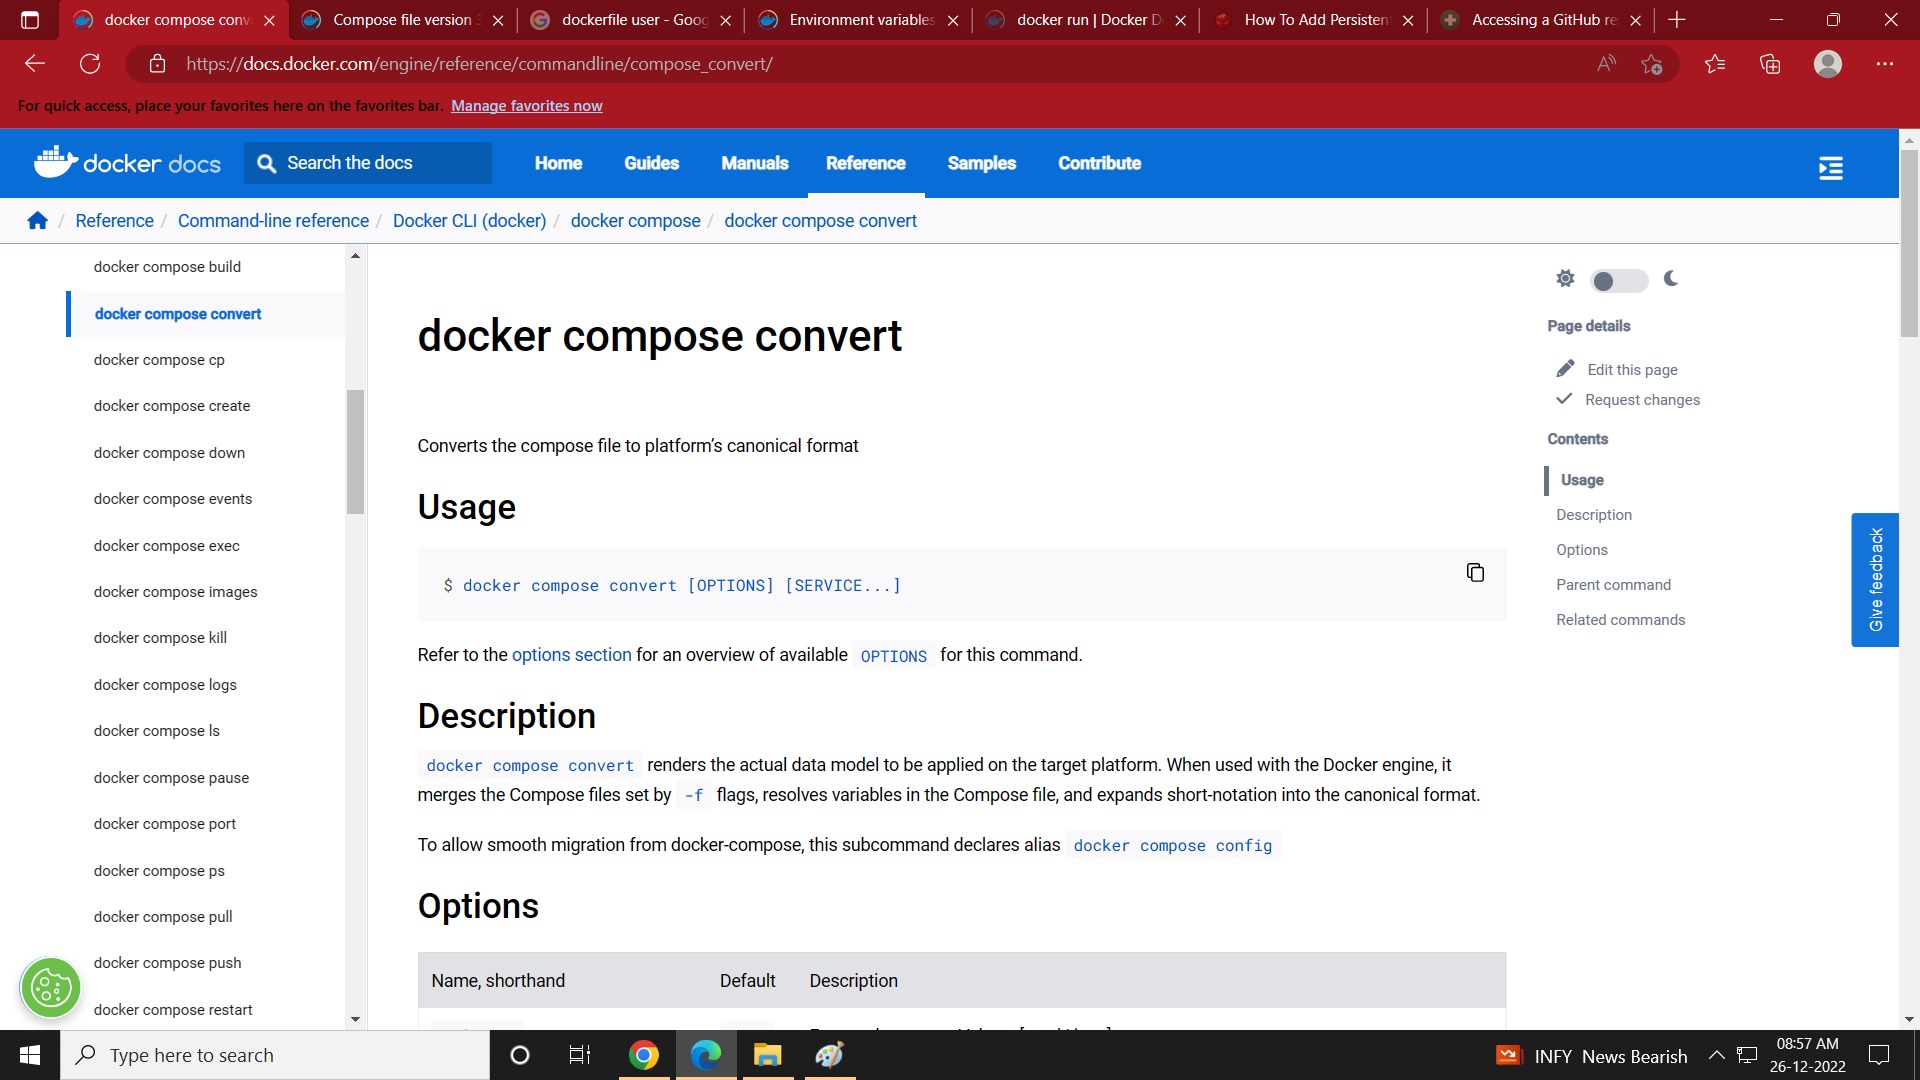 docker compose conv
Compose file version 3
dockerfile user - Goog
Environment variables
docker run | Docker D
How To Add Persisten
Accessing a GitHub re
https://docs.docker.com/engine/reference/commandline/compose_convert/
For quick access, place your favorites here on the favorites bar. Manage favorites now
docker docs
Search the docs
Home
Guides
Manuals
Reference
Samples
Contribute
/ Reference / Command-line reference / Docker CLI (docker) / docker compose / docker compose convert
docker compose build
docker compose convert
docker compose cp
docker compose create
docker compose down
docker compose events
docker compose exec
docker compose images
docker compose kill
docker compose logs
docker compose ls
docker compose pause
docker compose port
docker compose ps
docker compose pull
docker compose push
docker compose restart
docker compose convert
Converts the compose file to platform’s canonical format
Usage
$ docker compose convert [OPTIONS] [SERVICE...]
Refer to the options section for an overview of available OPTIONS for this command.
Description
docker compose convert renders the actual data model to be applied on the target platform. When used with the Docker engine, it
merges the Compose files set by -f flags, resolves variables in the Compose file, and expands short-notation into the canonical format.
To allow smooth migration from docker-compose, this subcommand declares alias docker compose config
Options
Name, shorthand Default Description
Page details
Edit this page
Request changes
Contents
Usage
Description
Options
Parent command
Related commands
Give feedback
Type here to search
INFY News Bearish
08:57 AM
26-12-2022